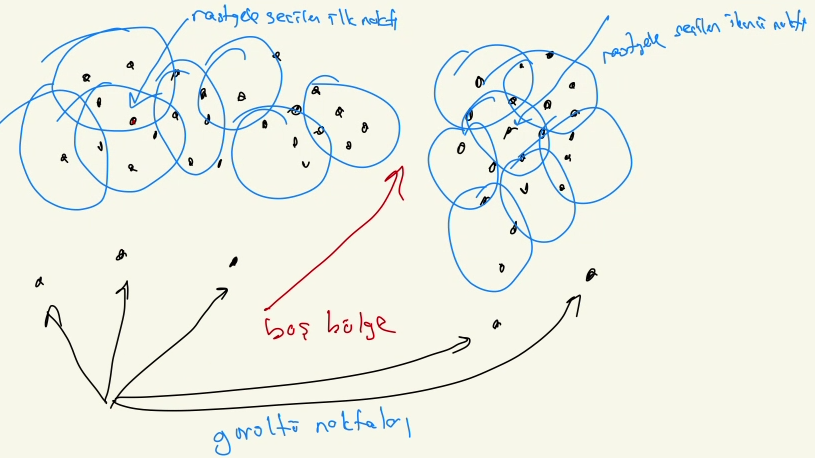 rastgele seçilen ilk nokta
rastgele seçilen ikinci nokta
boş bölge
gürültü noktaları